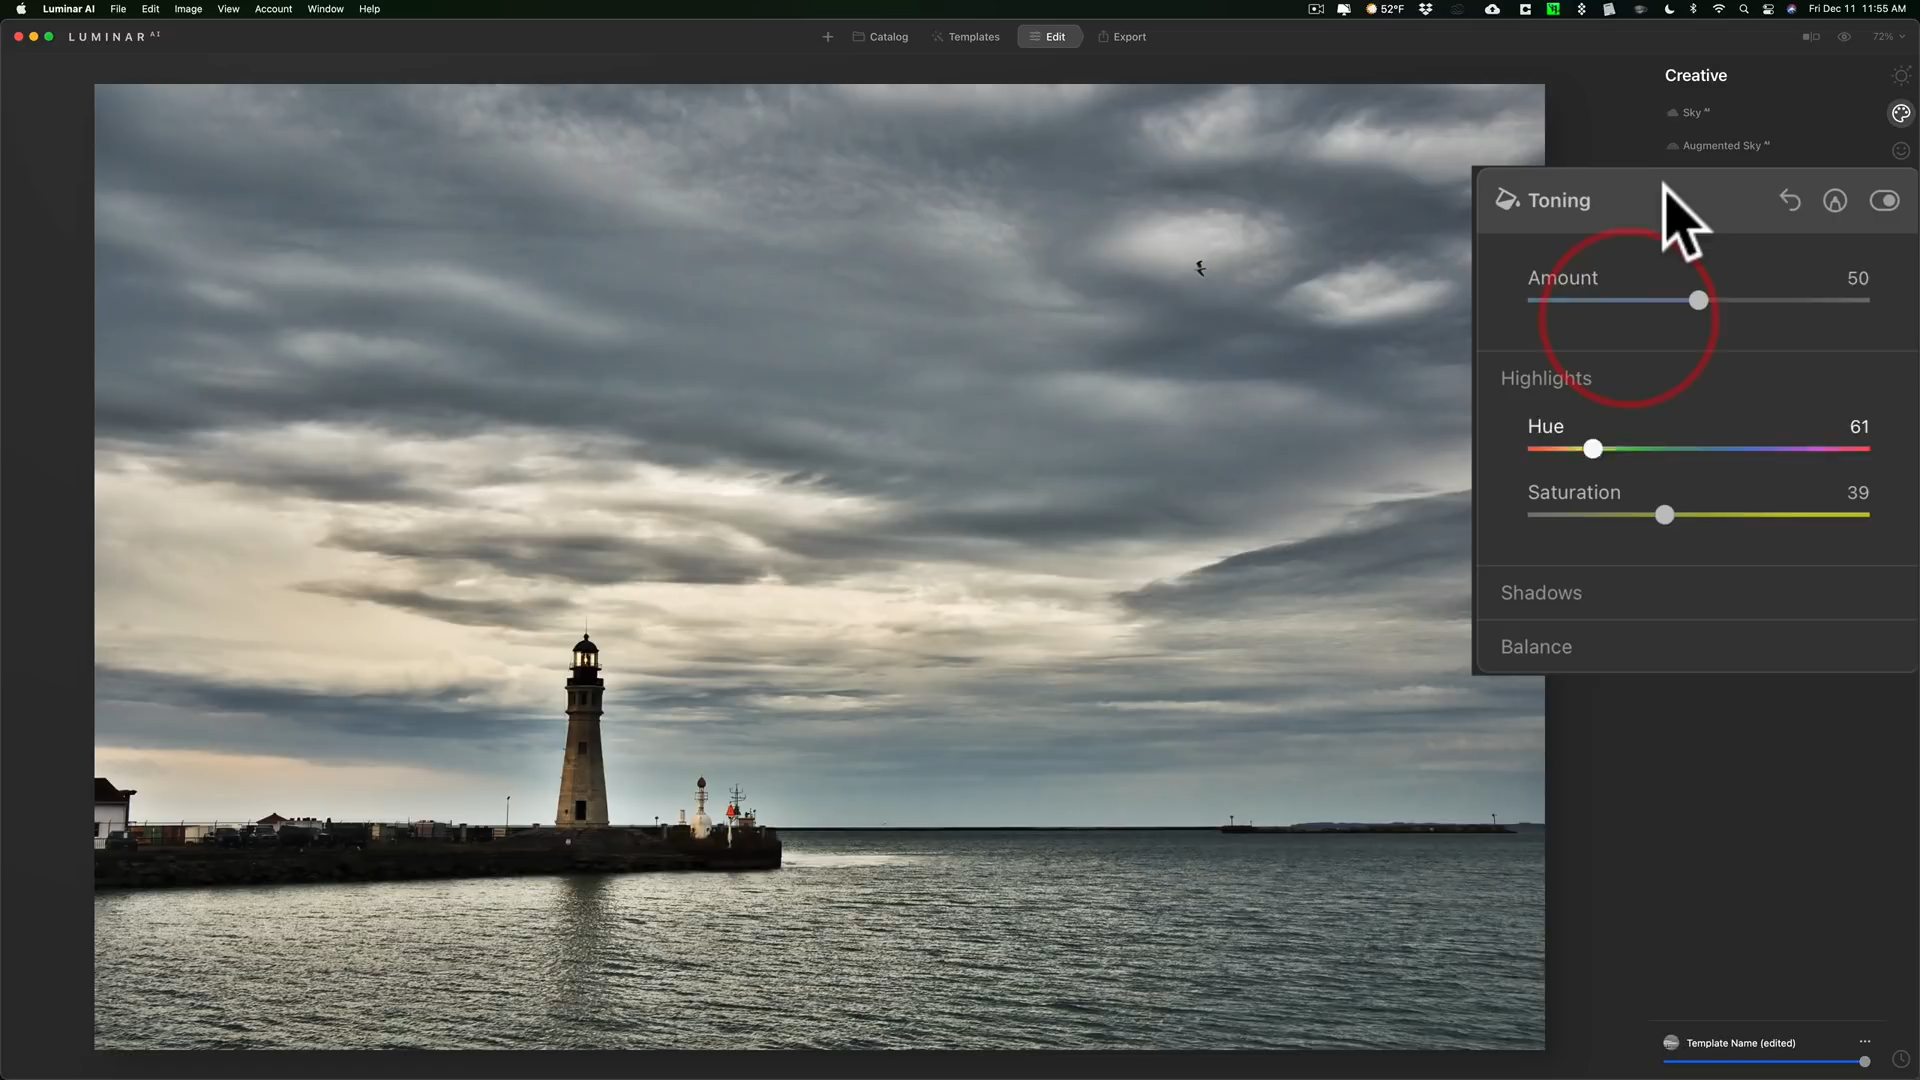 Luminar AI File Edit Image View Account Window Help 52°F Fri Dec 11 11:55 AM
LUMINAR AI + Catalog Templates Edit Export 72%
Creative
Sky AI
Augmented Sky AI
Toning
Amount 50
Highlights
Hue 61
Saturation 39
Shadows
Balance
Template Name (edited) ...